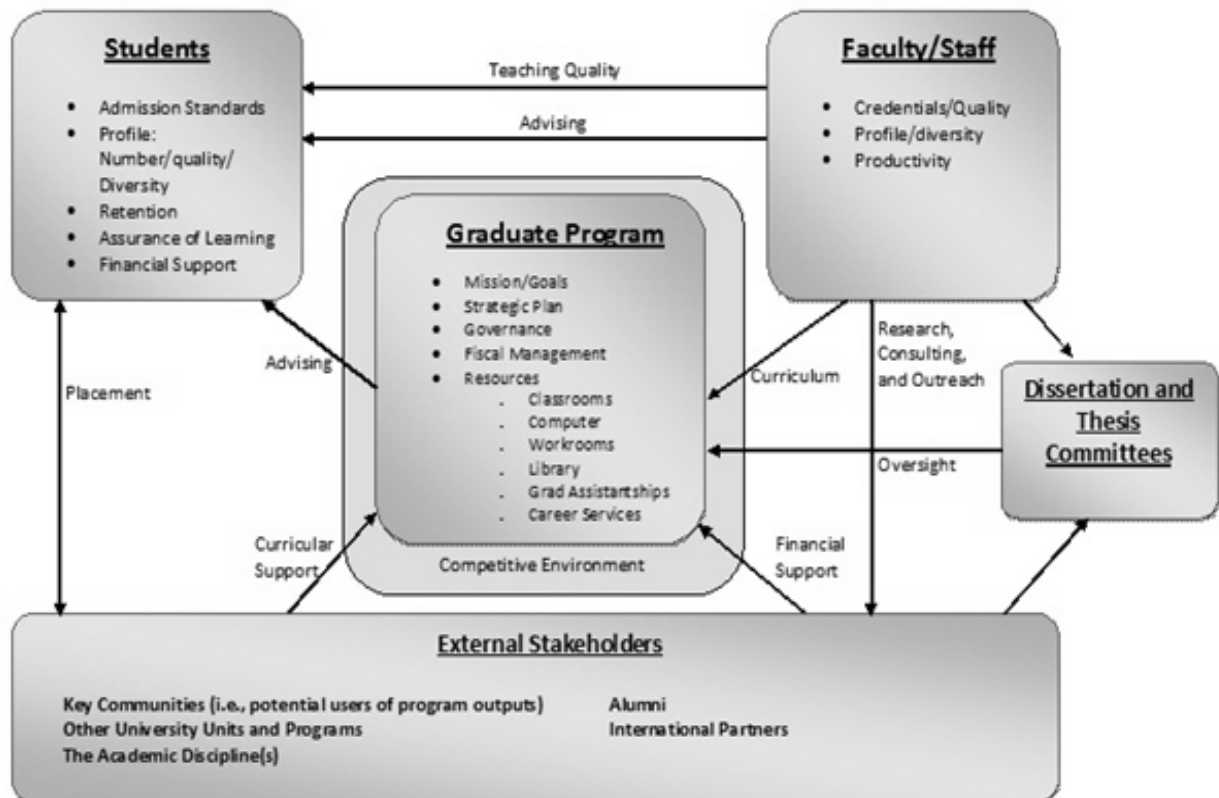 Students
• Admission Standards
• Profile:
Number/quality/
Diversity
• Retention
• Assurance of Learning
• Financial Support
Teaching Quality
Advising
Faculty/Staff
• Credentials/Quality
• Profile/diversity
• Productivity
Graduate Program
• Mission/Goals
• Strategic Plan
• Governance
• Fiscal Management
• Resources
. Classrooms
. Computer
. Workrooms
. Library
. Grad Assistantships
. Career Services
Competitive Environment
Advising
Placement
Curriculum
Research,
Consulting,
and Outreach
Dissertation and
Thesis
Committees
Oversight
Curricular
Support
Financial
Support
External Stakeholders
Key Communities (i.e., potential users of program outputs)
Other University Units and Programs
The Academic Discipline(s)
Alumni
International Partners